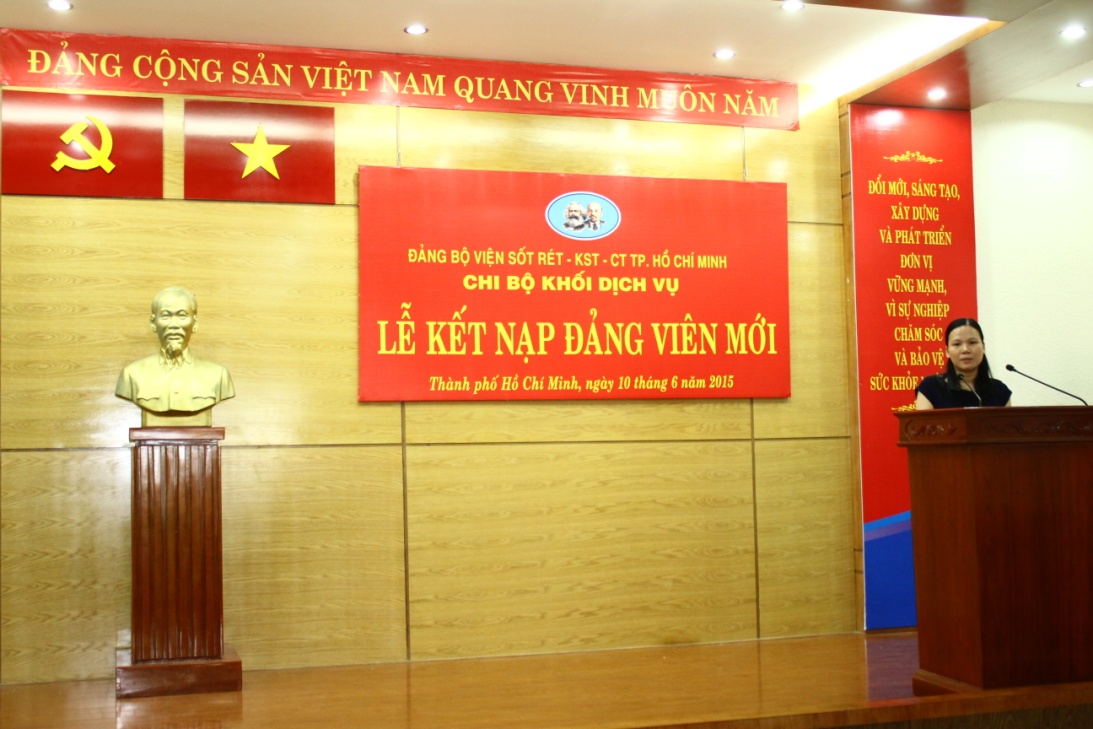 ĐẢNG CỘNG SẢN VIỆT NAM QUANG VINH MUÔN NĂM
ĐẢNG BỘ VIỆN SỐT RÉT - KST - CT TP. HỒ CHÍ MINH
CHI BỘ KHỐI DỊCH VỤ
LỄ KẾT NẠP ĐẢNG VIÊN MỚI
Thành phố Hồ Chí Minh, ngày 10 tháng 6 năm 2015
ĐỔI MỚI, SÁNG TẠO,
XÂY DỰNG
VÀ PHÁT TRIỂN
ĐƠN VỊ
VỮNG MẠNH,
VÌ SỰ NGHIỆP
CHĂM SÓC
VÀ BẢO VỆ
SỨC KHỎE